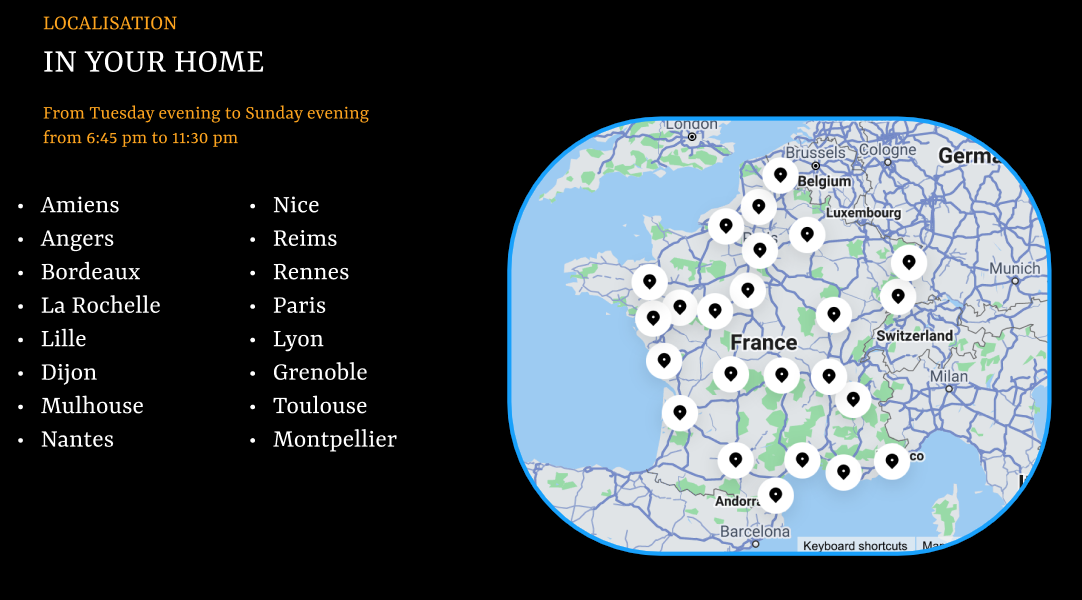 LOCALISATION
IN YOUR HOME
From Tuesday evening to Sunday evening
from 6:45 pm to 11:30 pm
• Amiens
• Angers
• Bordeaux
• La Rochelle
• Lille
• Dijon
• Mulhouse
• Nantes
• Nice
• Reims
• Rennes
• Paris
• Lyon
• Grenoble
• Toulouse
• Montpellier
London
Brussels
Cologne
Germa
Belgium
Luxembourg
Munich
France
Switzerland
Milan
co
Andorra
Barcelona
Keyboard shortcuts